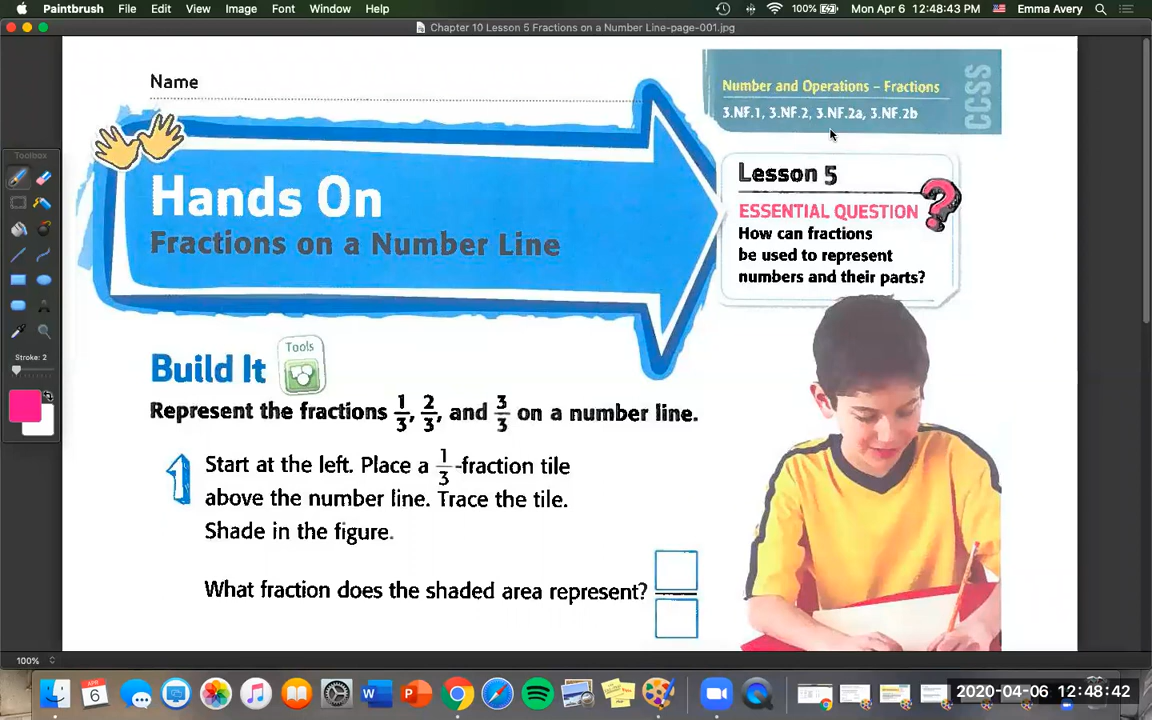 Paintbrush File Edit View Image Font Window Help 100% Mon Apr 6 12:48:43 PM Emma Avery
Chapter 10 Lesson 5 Fractions on a Number Line-page-001.jpg
Name
Number and Operations – Fractions
3.NF.1, 3.NF.2, 3.NF.2a, 3.NF.2b
CCSS
Toolbox
Hands On
Fractions on a Number Line
Lesson 5
ESSENTIAL QUESTION
How can fractions
be used to represent
numbers and their parts?
?
Stroke: 2
Build It
Tools
Represent the fractions 1/3, 2/3, and 3/3 on a number line.
1 Start at the left. Place a 1/3-fraction tile
above the number line. Trace the tile.
Shade in the figure.
What fraction does the shaded area represent?
100%
APR
6
W
P
2020-04-06 12:48:42